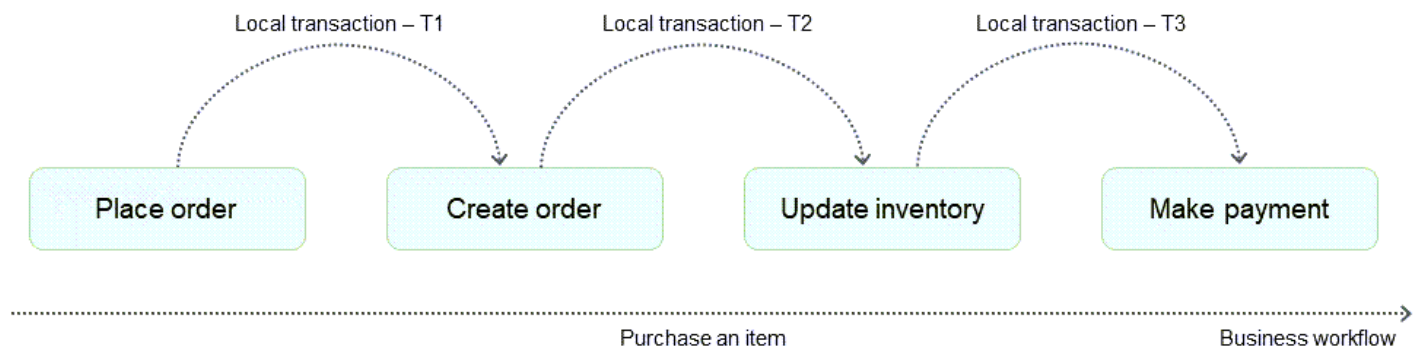 Local transaction – T1
Local transaction – T2
Local transaction – T3
Place order
Create order
Update inventory
Make payment
Purchase an item
Business workflow